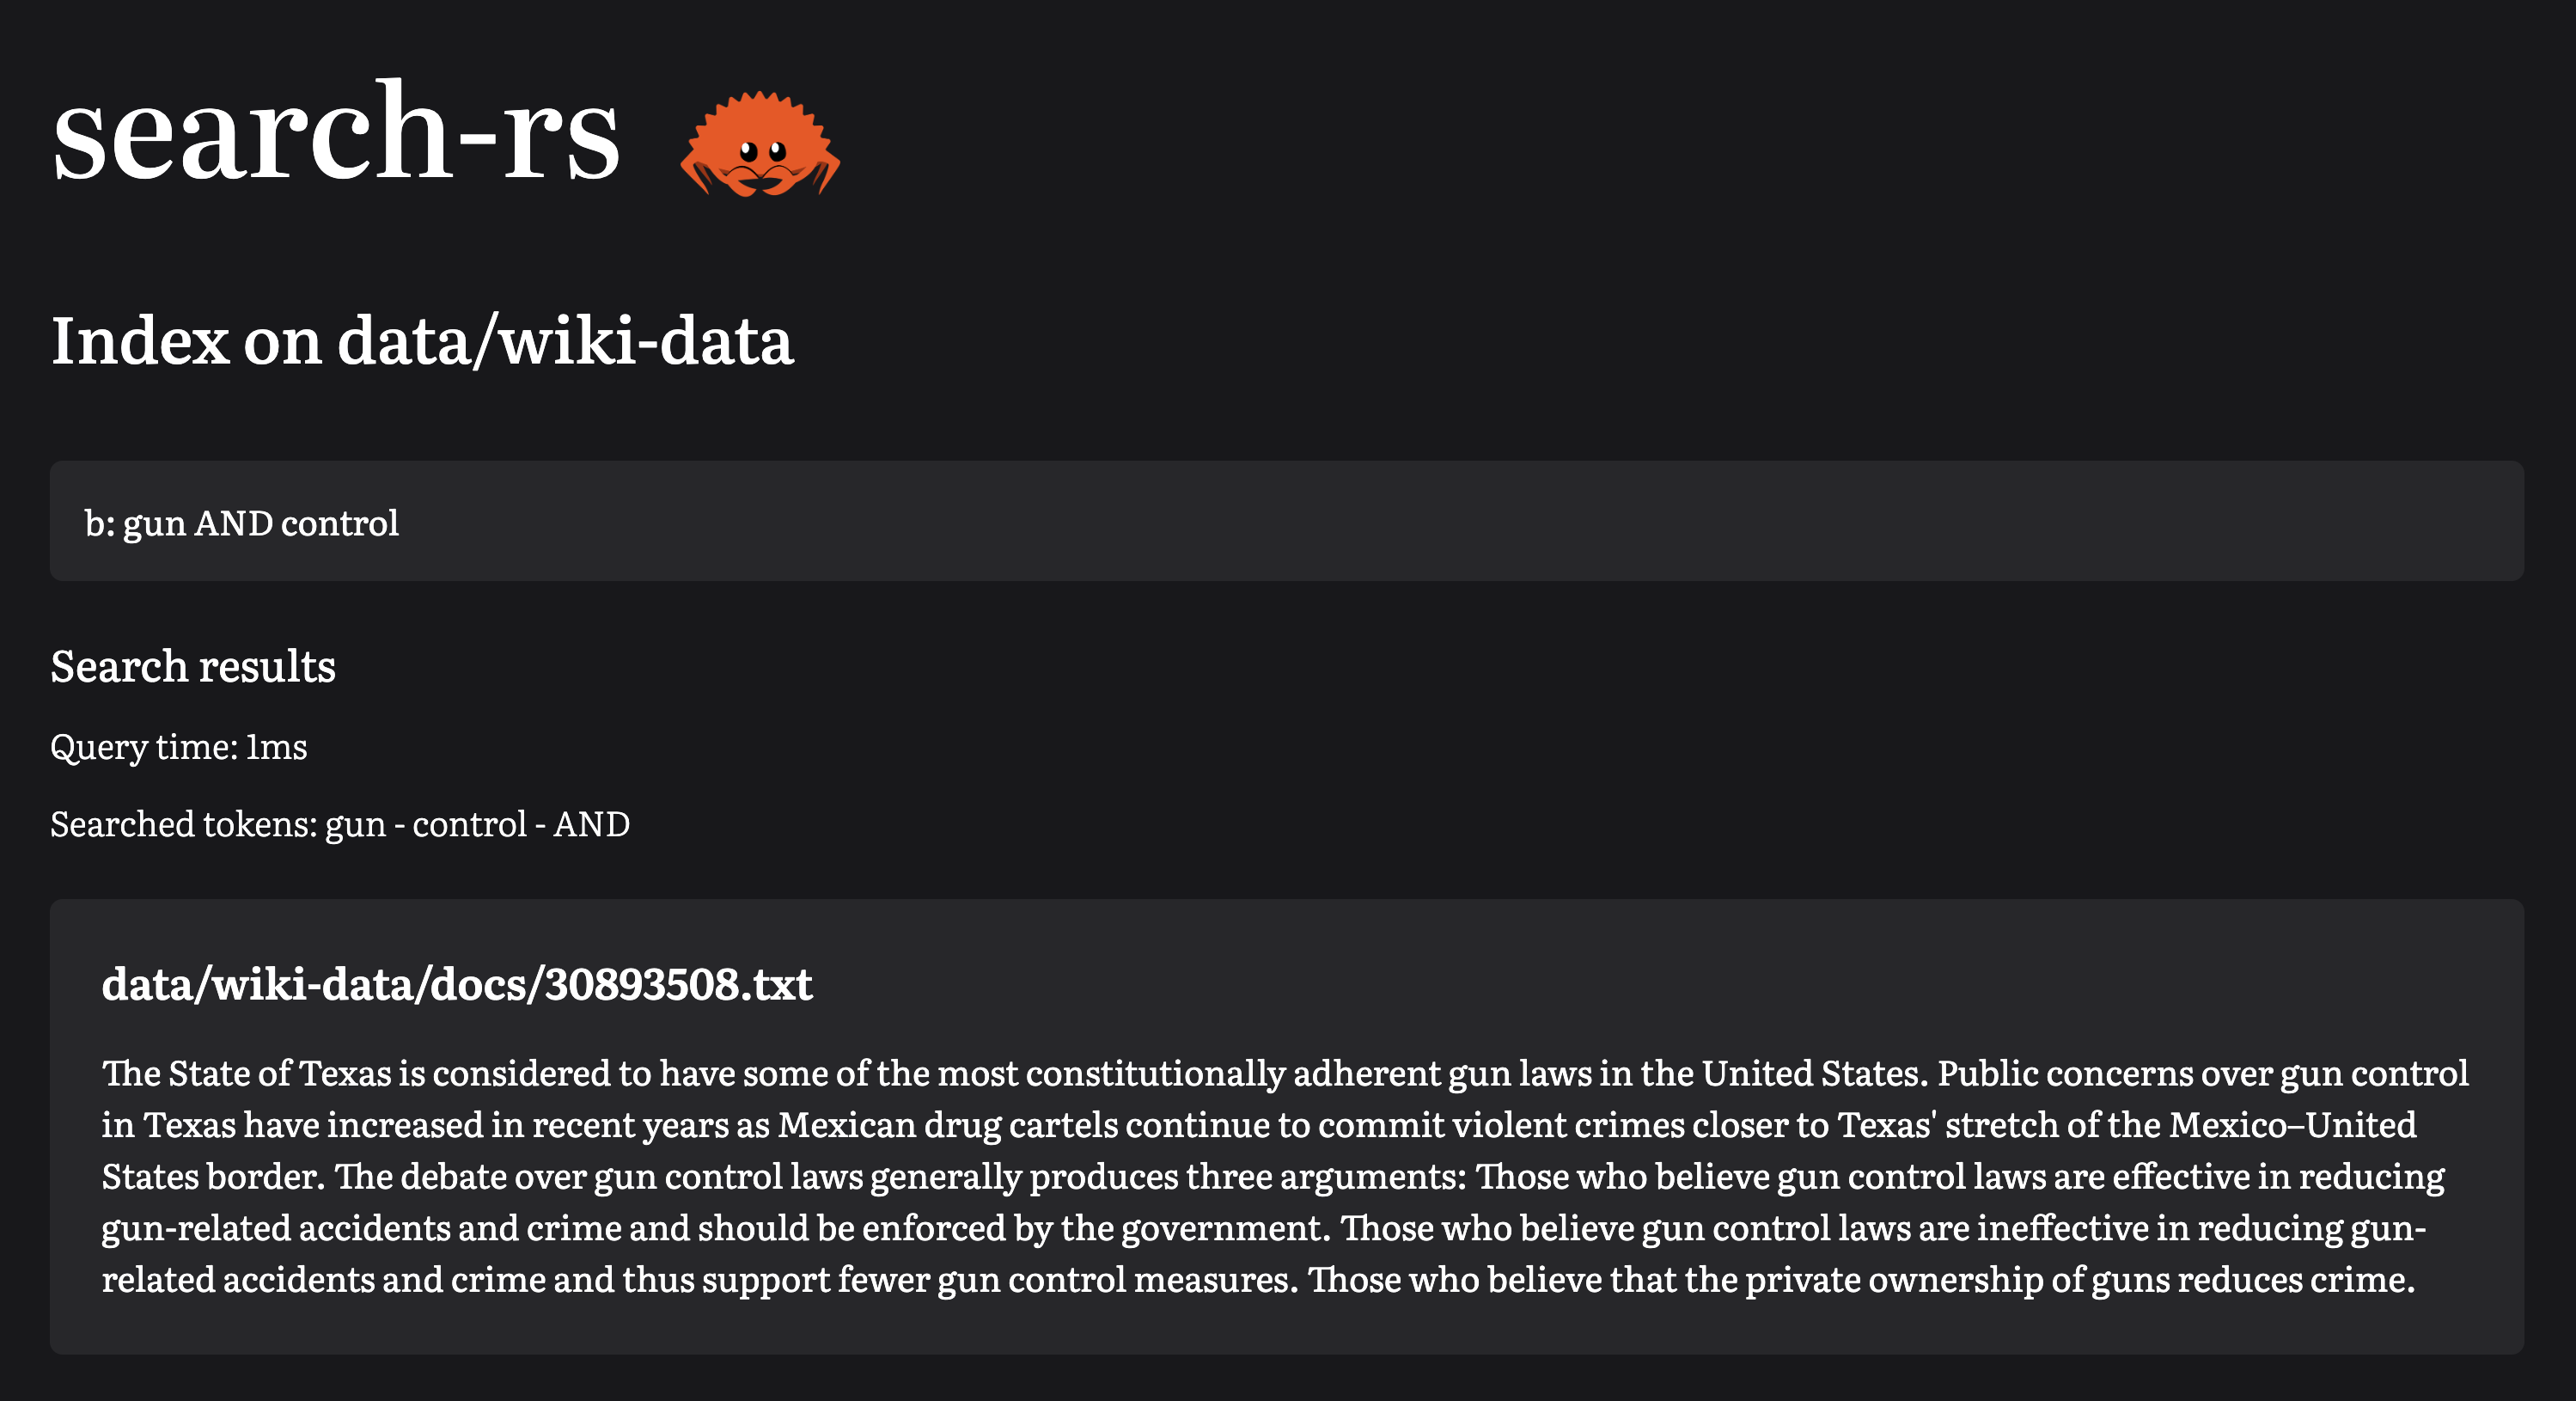 search-rs
Index on data/wiki-data
b: gun AND control
Search results
Query time: 1ms
Searched tokens: gun - control - AND
data/wiki-data/docs/30893508.txt
The State of Texas is considered to have some of the most constitutionally adherent gun laws in the United States. Public concerns over gun control
in Texas have increased in recent years as Mexican drug cartels continue to commit violent crimes closer to Texas' stretch of the Mexico–United
States border. The debate over gun control laws generally produces three arguments: Those who believe gun control laws are effective in reducing
gun-related accidents and crime and should be enforced by the government. Those who believe gun control laws are ineffective in reducing gun-
related accidents and crime and thus support fewer gun control measures. Those who believe that the private ownership of guns reduces crime.